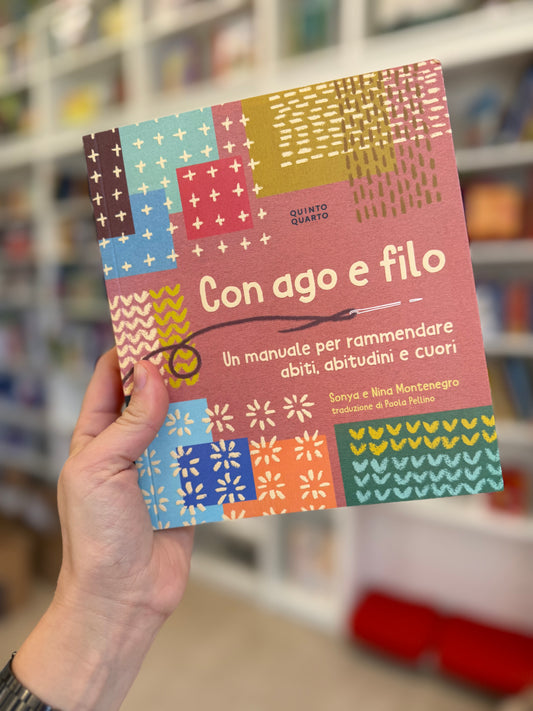 QUINTO
QUARTO
Con ago e filo
Un manuale per rammendare
abiti, abitudini e cuori
Sonya e Nina Montenegro
traduzione di Paola Pellino